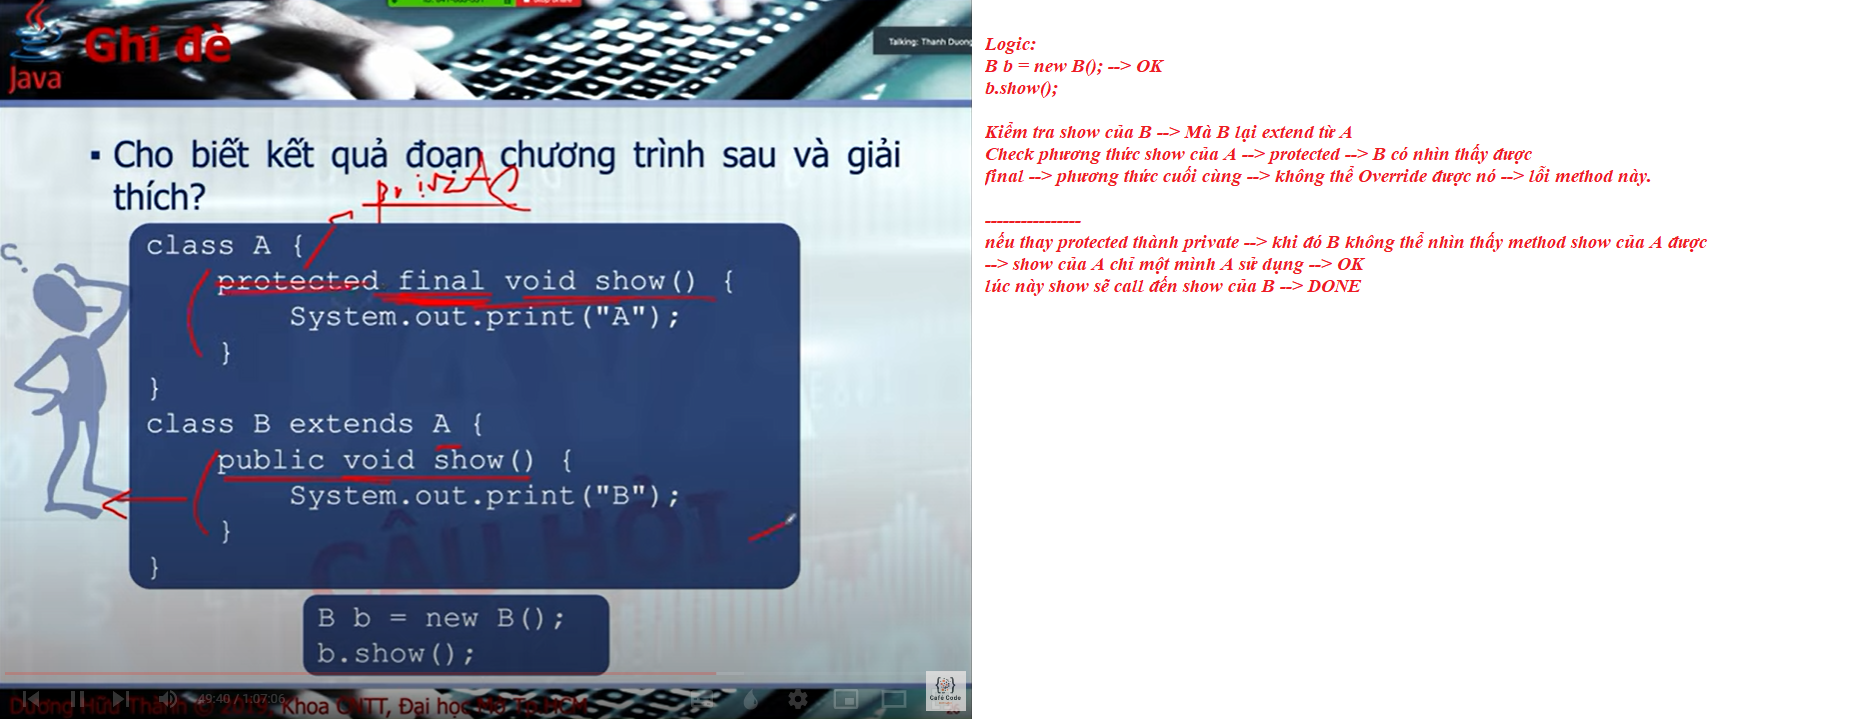 Ghi đè
Java
Talking: Thanh Duong
▪ Cho biết kết quả đoạn chương trình sau và giải
thích?
class A {
protected final void show() {
System.out.print("A");
}
}
class B extends A {
public void show() {
System.out.print("B");
}
}
CÂU HỎI
B b = new B();
b.show();
49:40 / 1:07:06
Dương Hữu Thành
Khoa CNTT, Đại học Mở Tp.HCM
Cafe Code
Logic:
B b = new B(); --> OK
b.show();
Kiểm tra show của B --> Mà B lại extend từ A
Check phương thức show của A --> protected --> B có nhìn thấy được
final --> phương thức cuối cùng --> không thể Override được nó --> lỗi method này.
----------------
nếu thay protected thành private --> khi đó B không thể nhìn thấy method show của A được
--> show của A chỉ một mình A sử dụng --> OK
lúc này show sẽ call đến show của B --> DONE